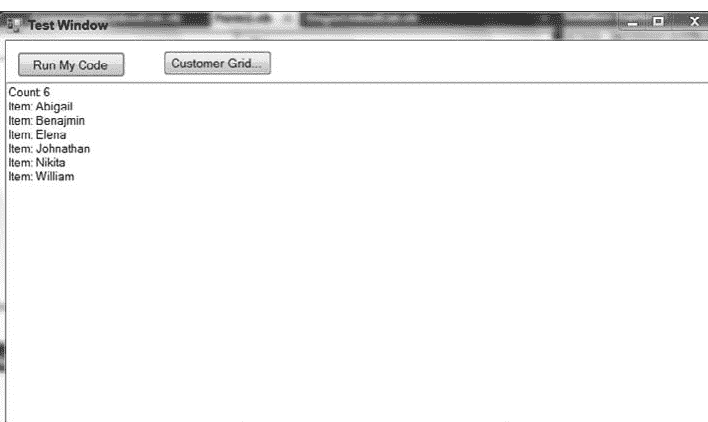 Test Window
Run My Code
Customer Grid...
Count: 6
Item: Abigail
Item: Benajmin
Item: Elena
Item: Johnathan
Item: Nikita
Item: William